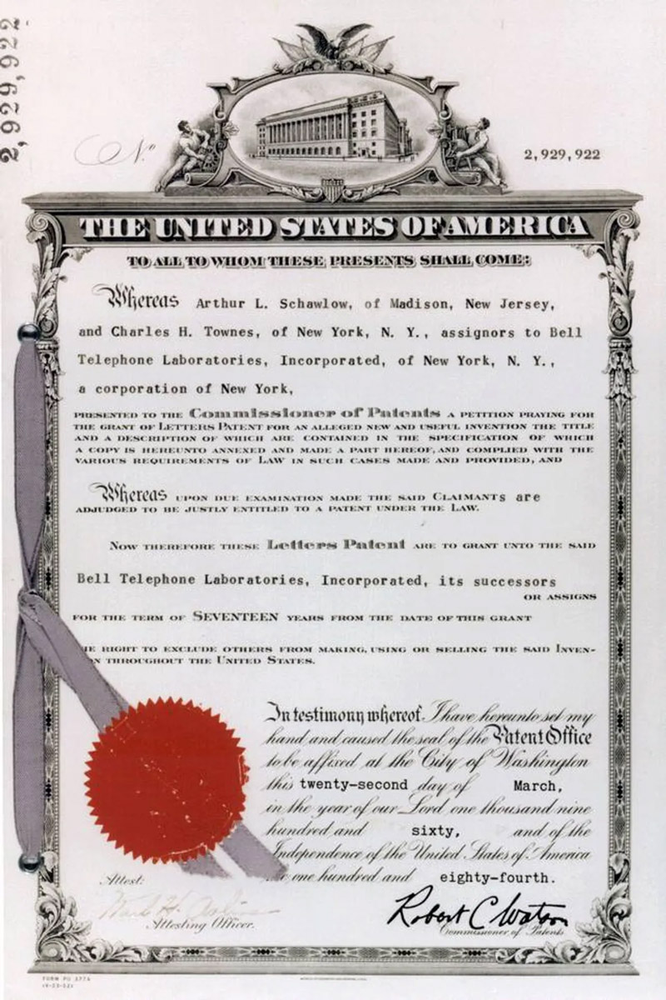 2,929,922
No. 2,929,922
THE UNITED STATES OF AMERICA
TO ALL TO WHOM THESE PRESENTS SHALL COME:
Whereas Arthur L. Schawlow, of Madison, New Jersey,
and Charles H. Townes, of New York, N. Y., assignors to Bell
Telephone Laboratories, Incorporated, of New York, N. Y.,
a corporation of New York,
PRESENTED TO THE Commissioner of Patents A PETITION PRAYING FOR
THE GRANT OF LETTERS PATENT FOR AN ALLEGED NEW AND USEFUL INVENTION THE TITLE
AND A DESCRIPTION OF WHICH ARE CONTAINED IN THE SPECIFICATION OF WHICH
A COPY IS HEREUNTO ANNEXED AND MADE A PART HEREOF, AND COMPLIED WITH THE
VARIOUS REQUIREMENTS OF LAW IN SUCH CASES MADE AND PROVIDED, AND
Whereas UPON DUE EXAMINATION MADE THE SAID CLAIMANTs are
ADJUDGED TO BE JUSTLY ENTITLED TO A PATENT UNDER THE LAW.
NOW THEREFORE THESE Letters Patent ARE TO GRANT UNTO THE SAID
Bell Telephone Laboratories, Incorporated, its successors
OR ASSIGNS
FOR THE TERM OF SEVENTEEN YEARS FROM THE DATE OF THIS GRANT
HE RIGHT TO EXCLUDE OTHERS FROM MAKING, USING OR SELLING THE SAID INVEN-
N THROUGHOUT THE UNITED STATES.
In testimony whereof I have hereunto set my
hand and caused the seal of the Patent Office
to be affixed at the City of Washington
this twenty-second day of March,
in the year of our Lord one thousand nine
hundred and sixty, and of the
Independence of the United States of America
one hundred and eighty-fourth.
Attest:
Attesting Officer.
Robert C Watson
Commissioner of Patents
FORM PO 377A